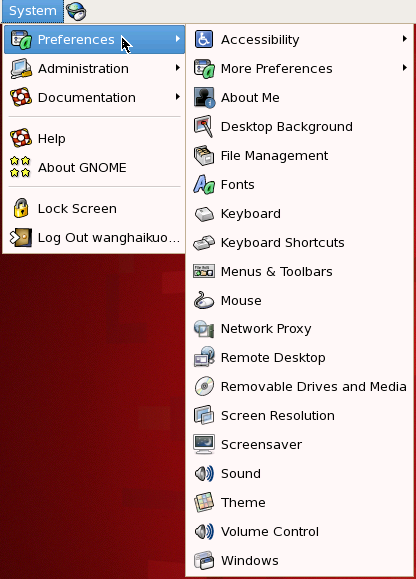 System
Preferences
Administration
Documentation
Help
About GNOME
Lock Screen
Log Out wanghaikuo...
Accessibility
More Preferences
About Me
Desktop Background
File Management
Fonts
Keyboard
Keyboard Shortcuts
Menus & Toolbars
Mouse
Network Proxy
Remote Desktop
Removable Drives and Media
Screen Resolution
Screensaver
Sound
Theme
Volume Control
Windows